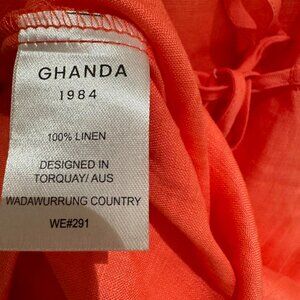 GHANDA
1984
100% LINEN
DESIGNED IN
TORQUAY/ AUS
WADAWURRUNG COUNTRY
WE#291